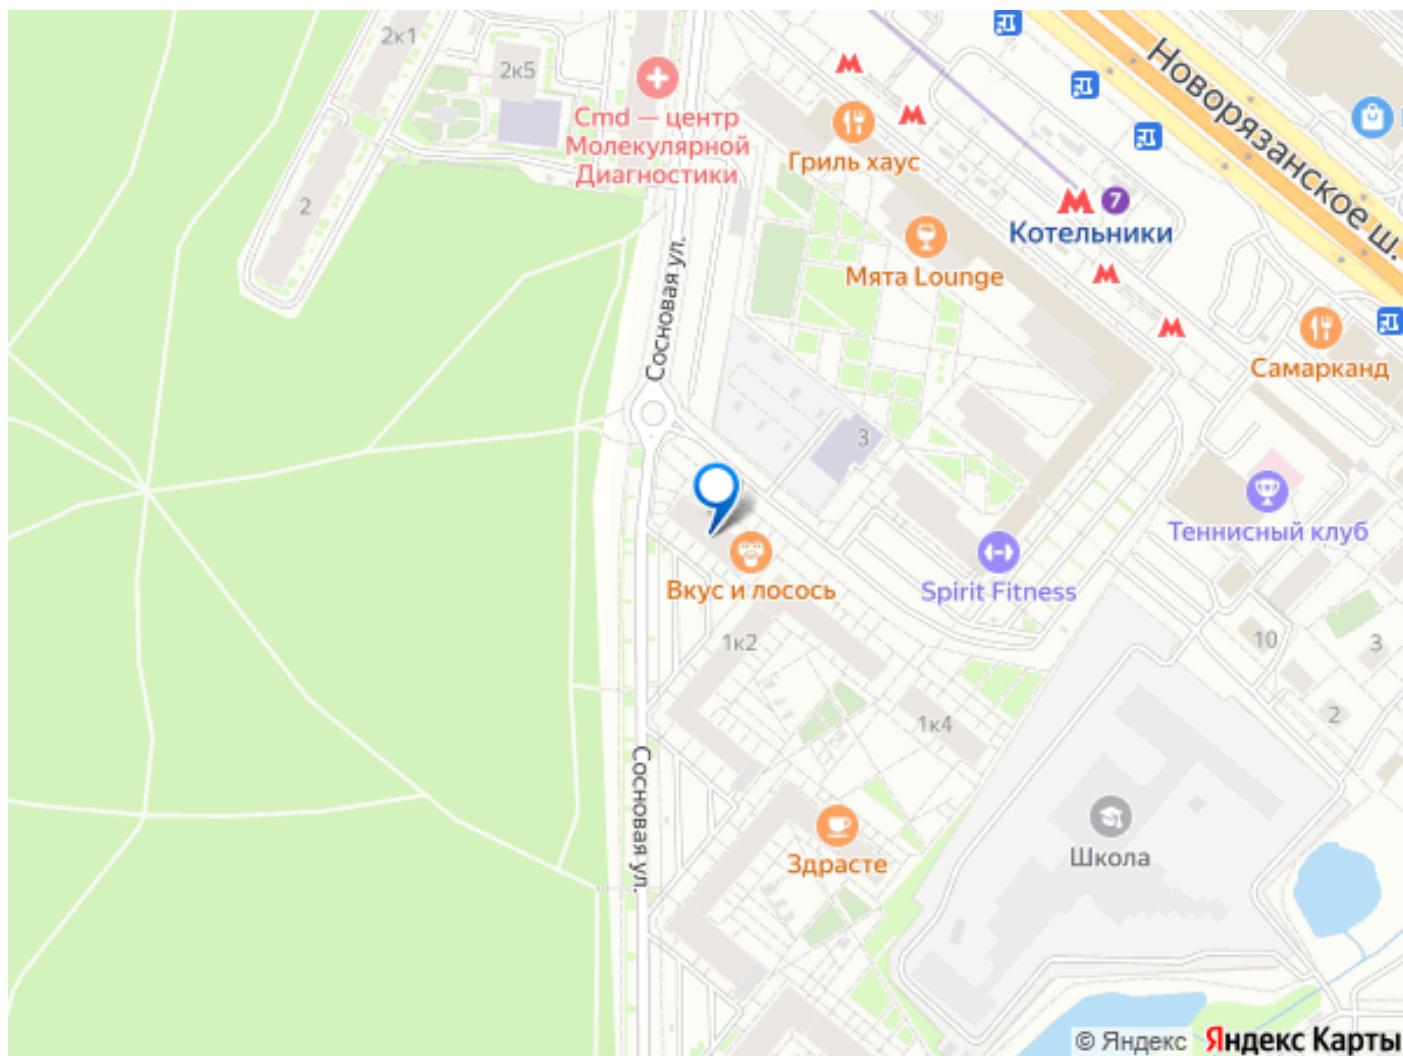 2к1
2к5
Cmd — центр
Молекулярной
Диагностики
2
Гриль хаус
Новорязанское ш.
7
Котельники
Мята Lounge
Сосновая ул.
Самарканд
3
Теннисный клуб
Вкус и лосось
Spirit Fitness
1к2
10
3
2
1к4
Сосновая ул.
Здрасте
Школа
© Яндекс Яндекс Карты